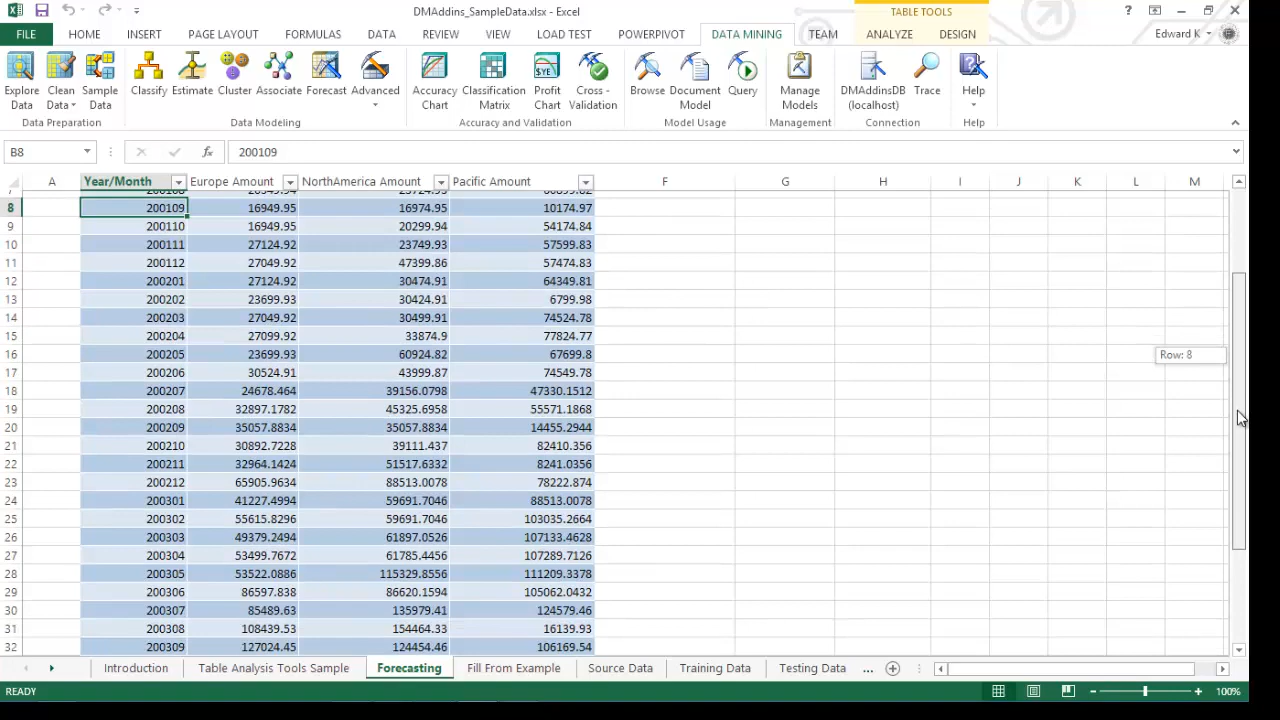 DMAddins_SampleData.xlsx - Excel
TABLE TOOLS
FILE HOME INSERT PAGE LAYOUT FORMULAS DATA REVIEW VIEW LOAD TEST POWERPIVOT DATA MINING TEAM ANALYZE DESIGN Edward K
Explore Data Clean Data Sample Data Classify Estimate Cluster Associate Forecast Advanced Accuracy Chart Classification Matrix Profit Chart Cross - Validation Browse Document Model Query Manage Models DMAddinsDB (localhost) Trace Help
Data Preparation Data Modeling Accuracy and Validation Model Usage Management Connection Help
B8 fx 200109
A Year/Month Europe Amount NorthAmerica Amount Pacific Amount F G H I J K L M
8 200109 16949.95 16974.95 10174.97
9 200110 16949.95 20299.94 54174.84
10 200111 27124.92 23749.93 57599.83
11 200112 27049.92 47399.86 57474.83
12 200201 27124.92 30474.91 64349.81
13 200202 23699.93 30424.91 6799.98
14 200203 27049.92 30499.91 74524.78
15 200204 27099.92 33874.9 77824.77
16 200205 23699.93 60924.82 67699.8 Row: 8
17 200206 30524.91 43999.87 74549.78
18 200207 24678.464 39156.0798 47330.1512
19 200208 32897.1782 45325.6958 55571.1868
20 200209 35057.8834 35057.8834 14455.2944
21 200210 30892.7228 39111.437 82410.356
22 200211 32964.1424 51517.6332 8241.0356
23 200212 65905.9634 88513.0078 78222.874
24 200301 41227.4994 59691.7046 88513.0078
25 200302 55615.8296 59691.7046 103035.2664
26 200303 49379.2494 61897.0526 107133.4628
27 200304 53499.7672 61785.4456 107289.7126
28 200305 53522.0886 115329.8556 111209.3378
29 200306 86597.838 86620.1594 105062.0432
30 200307 85489.63 135979.41 124579.46
31 200308 108439.53 154464.33 16139.93
32 200309 127024.45 124454.46 106169.54
Introduction Table Analysis Tools Sample Forecasting Fill From Example Source Data Training Data Testing Data ...
READY 100%